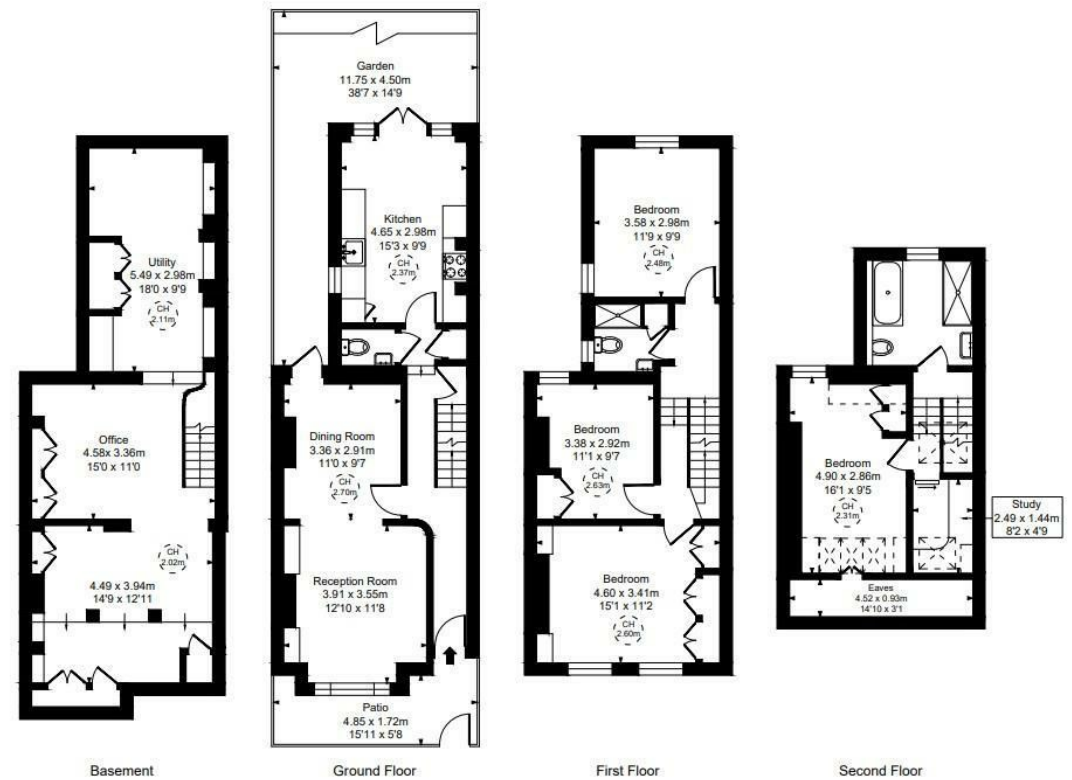 Utility
5.49 x 2.98m
18'0 x 9'9
CH
2.11m
Office
4.58x 3.36m
15'0 x 11'0
CH
2.02m
4.49 x 3.94m
14'9 x 12'11
Basement
Garden
11.75 x 4.50m
38'7 x 14'9
Kitchen
4.65 x 2.98m
15'3 x 9'9
CH
2.37m
Dining Room
3.36 x 2.91m
11'0 x 9'7
CH
2.70m
Reception Room
3.91 x 3.55m
12'10 x 11'8
Patio
4.85 x 1.72m
15'11 x 5'8
Ground Floor
Bedroom
3.58 x 2.98m
11'9 x 9'9
CH
2.48m
Bedroom
3.38 x 2.92m
11'1 x 9'7
CH
2.63m
Bedroom
4.60 x 3.41m
15'1 x 11'2
CH
2.60m
First Floor
Bedroom
4.90 x 2.86m
16'1 x 9'5
CH
2.31m
Study
2.49 x 1.44m
8'2 x 4'9
Eaves
4.52 x 0.93m
14'10 x 3'1
Second Floor